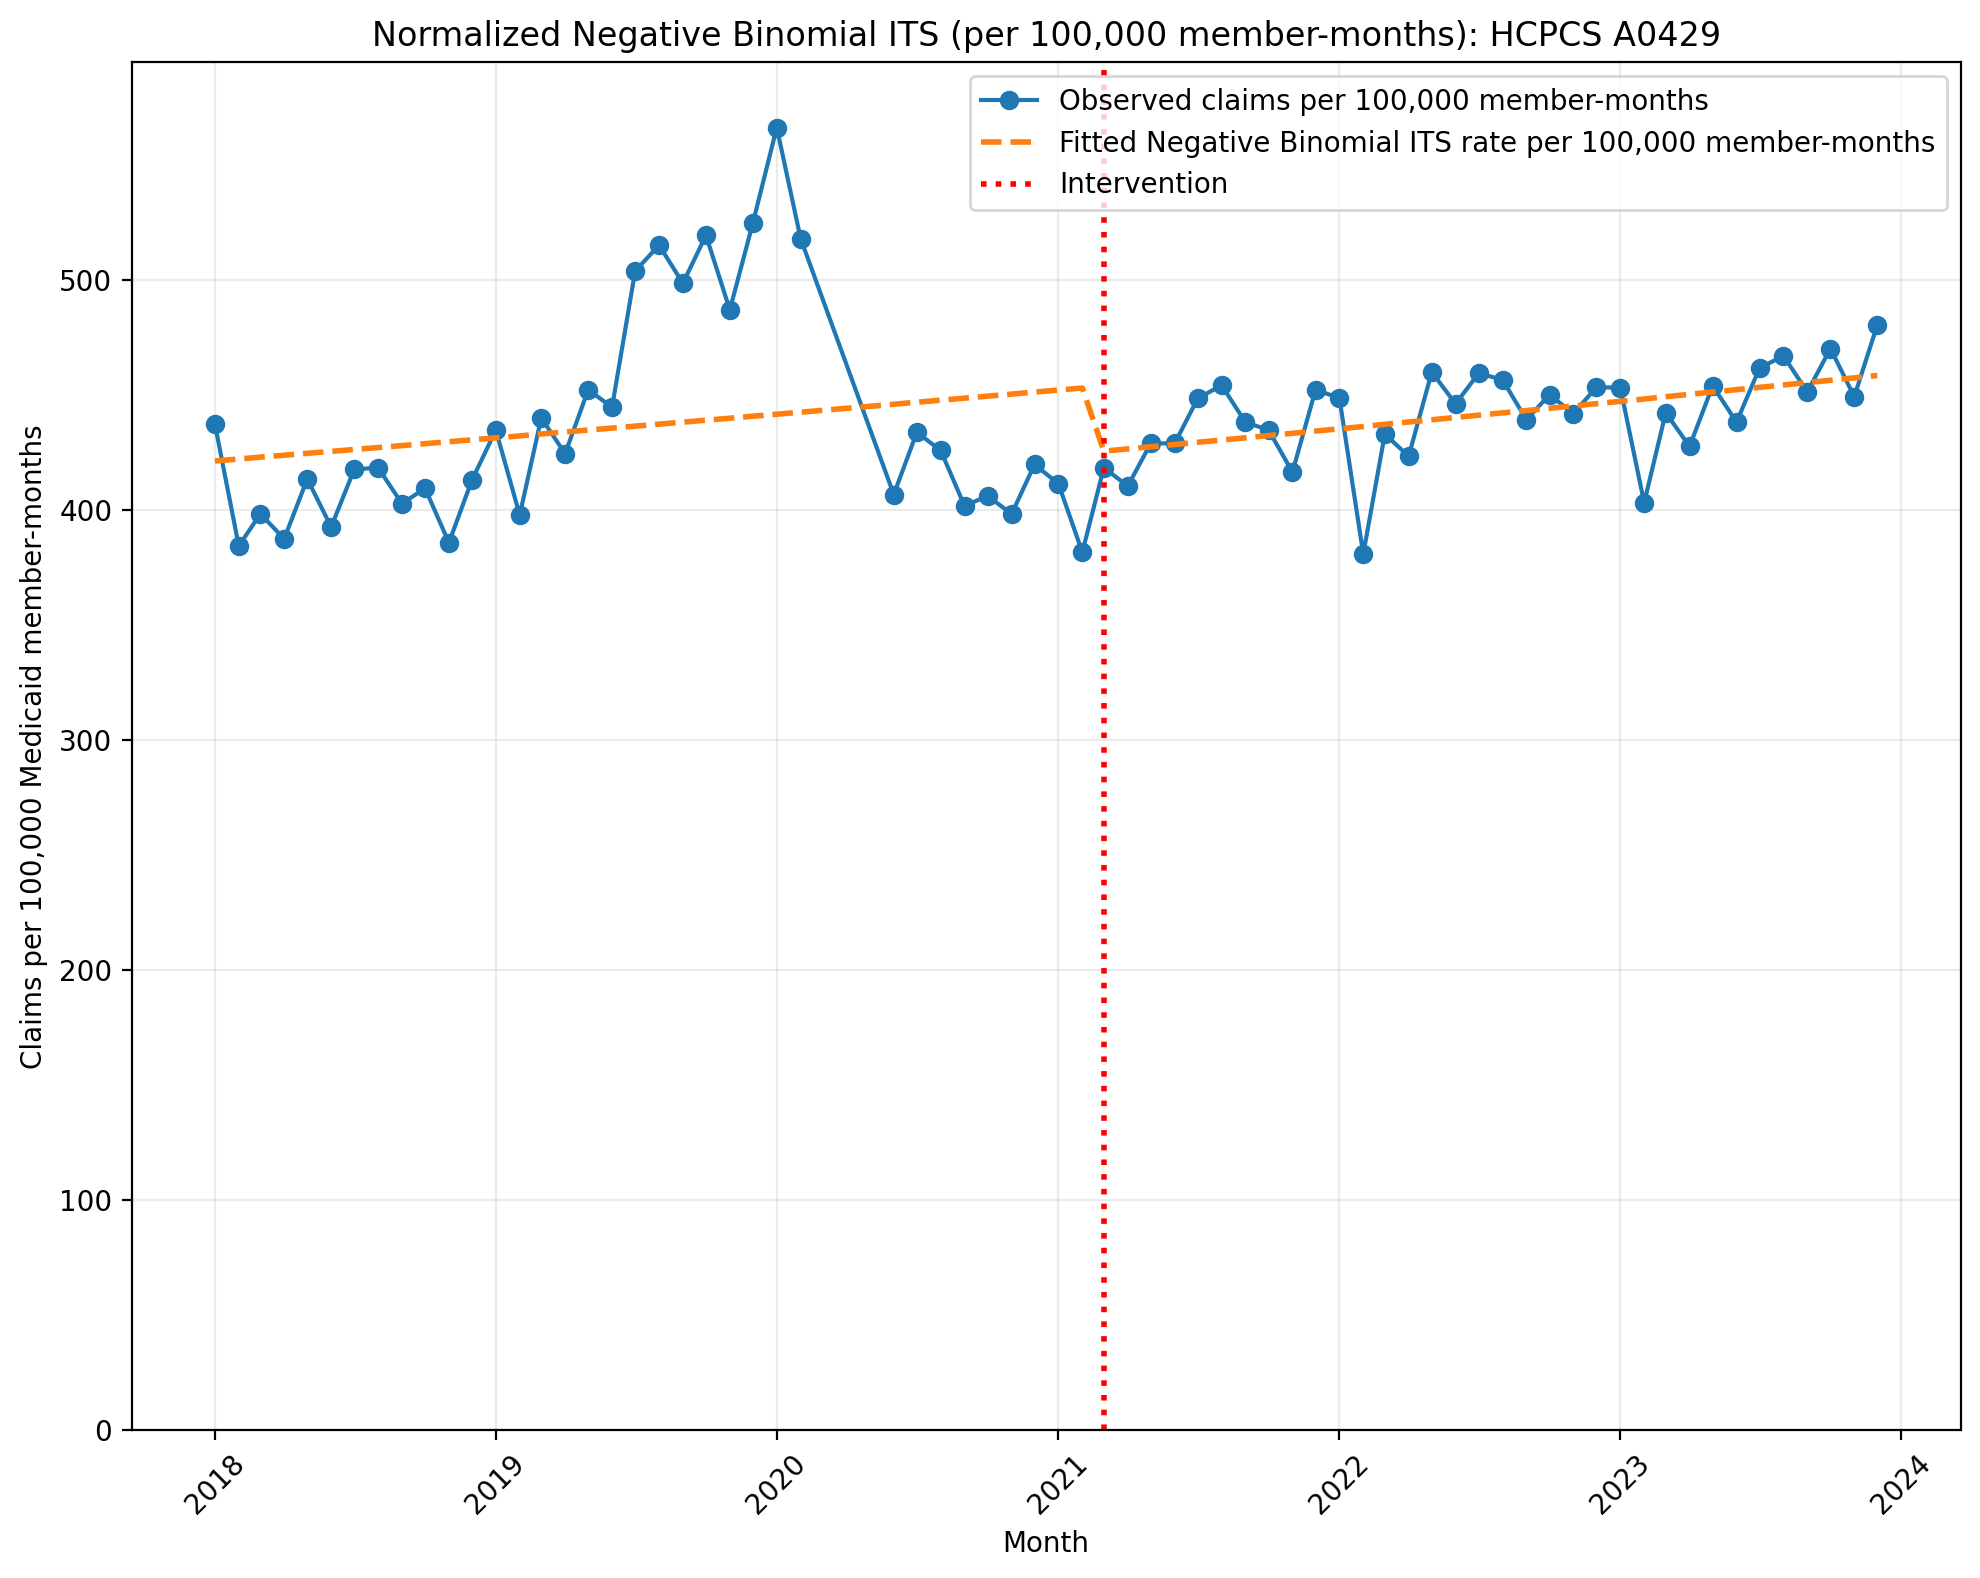 Normalized Negative Binomial ITS (per 100,000 member-months): HCPCS A0429
Observed claims per 100,000 member-months
Fitted Negative Binomial ITS rate per 100,000 member-months
Intervention
Claims per 100,000 Medicaid member-months
500
400
300
200
100
0
2018
2019
2020
2021
2022
2023
2024
Month